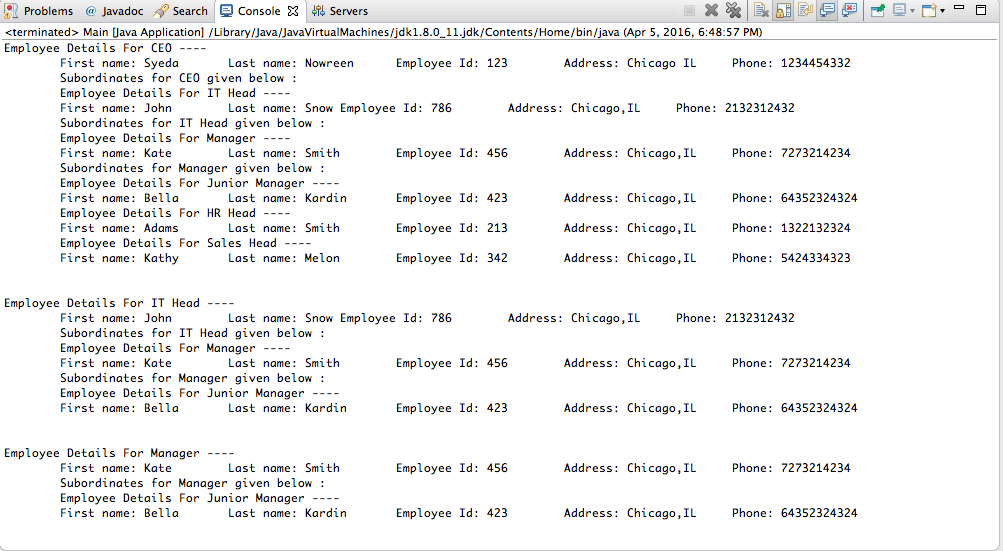 Problems @ Javadoc Search Console Servers
<terminated> Main [Java Application] /Library/Java/JavaVirtualMachines/jdk1.8.0_11.jdk/Contents/Home/bin/java (Apr 5, 2016, 6:48:57 PM)
Employee Details For CEO ----
First name: Syeda Last name: Nowreen Employee Id: 123 Address: Chicago IL Phone: 1234454332
Subordinates for CEO given below :
Employee Details For IT Head ----
First name: John Last name: Snow Employee Id: 786 Address: Chicago,IL Phone: 2132312432
Subordinates for IT Head given below :
Employee Details For Manager ----
First name: Kate Last name: Smith Employee Id: 456 Address: Chicago,IL Phone: 7273214234
Subordinates for Manager given below :
Employee Details For Junior Manager ----
First name: Bella Last name: Kardin Employee Id: 423 Address: Chicago,IL Phone: 64352324324
Employee Details For HR Head ----
First name: Adams Last name: Smith Employee Id: 213 Address: Chicago,IL Phone: 1322132324
Employee Details For Sales Head ----
First name: Kathy Last name: Melon Employee Id: 342 Address: Chicago,IL Phone: 5424334323
Employee Details For IT Head ----
First name: John Last name: Snow Employee Id: 786 Address: Chicago,IL Phone: 2132312432
Subordinates for IT Head given below :
Employee Details For Manager ----
First name: Kate Last name: Smith Employee Id: 456 Address: Chicago,IL Phone: 7273214234
Subordinates for Manager given below :
Employee Details For Junior Manager ----
First name: Bella Last name: Kardin Employee Id: 423 Address: Chicago,IL Phone: 64352324324
Employee Details For Manager ----
First name: Kate Last name: Smith Employee Id: 456 Address: Chicago,IL Phone: 7273214234
Subordinates for Manager given below :
Employee Details For Junior Manager ----
First name: Bella Last name: Kardin Employee Id: 423 Address: Chicago,IL Phone: 64352324324